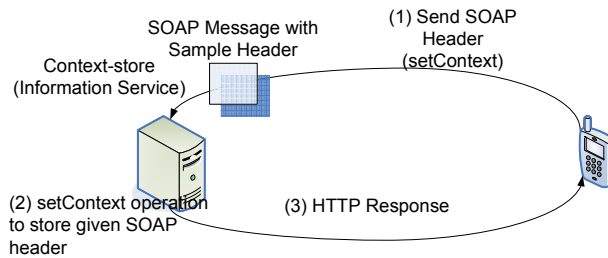 SOAP Message with
Sample Header
(1) Send SOAP
Header
(setContext)
Context-store
(Information Service)
(2) setContext operation
to store given SOAP
header
(3) HTTP Response